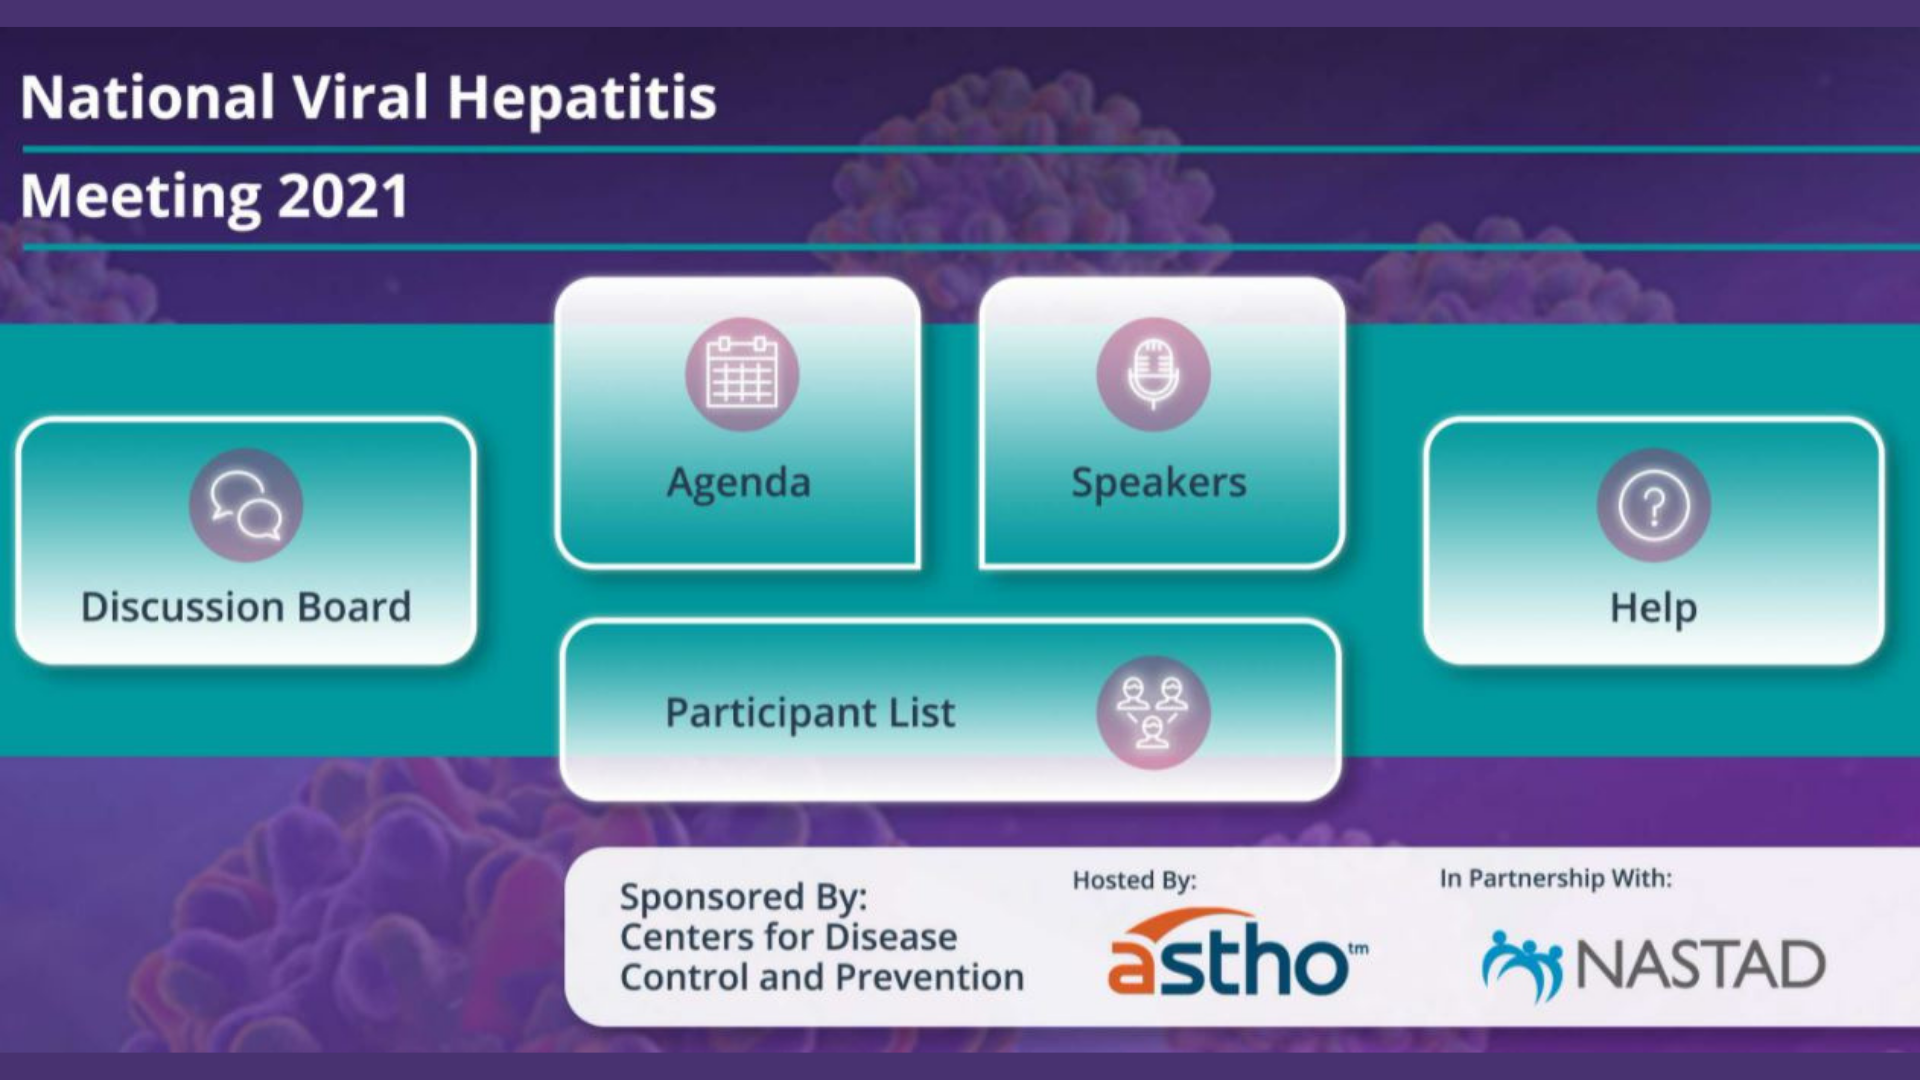 National Viral Hepatitis
Meeting 2021
Agenda
Speakers
Discussion Board
Help
Participant List
Sponsored By:
Centers for Disease
Control and Prevention
Hosted By:
astho™
In Partnership With:
NASTAD